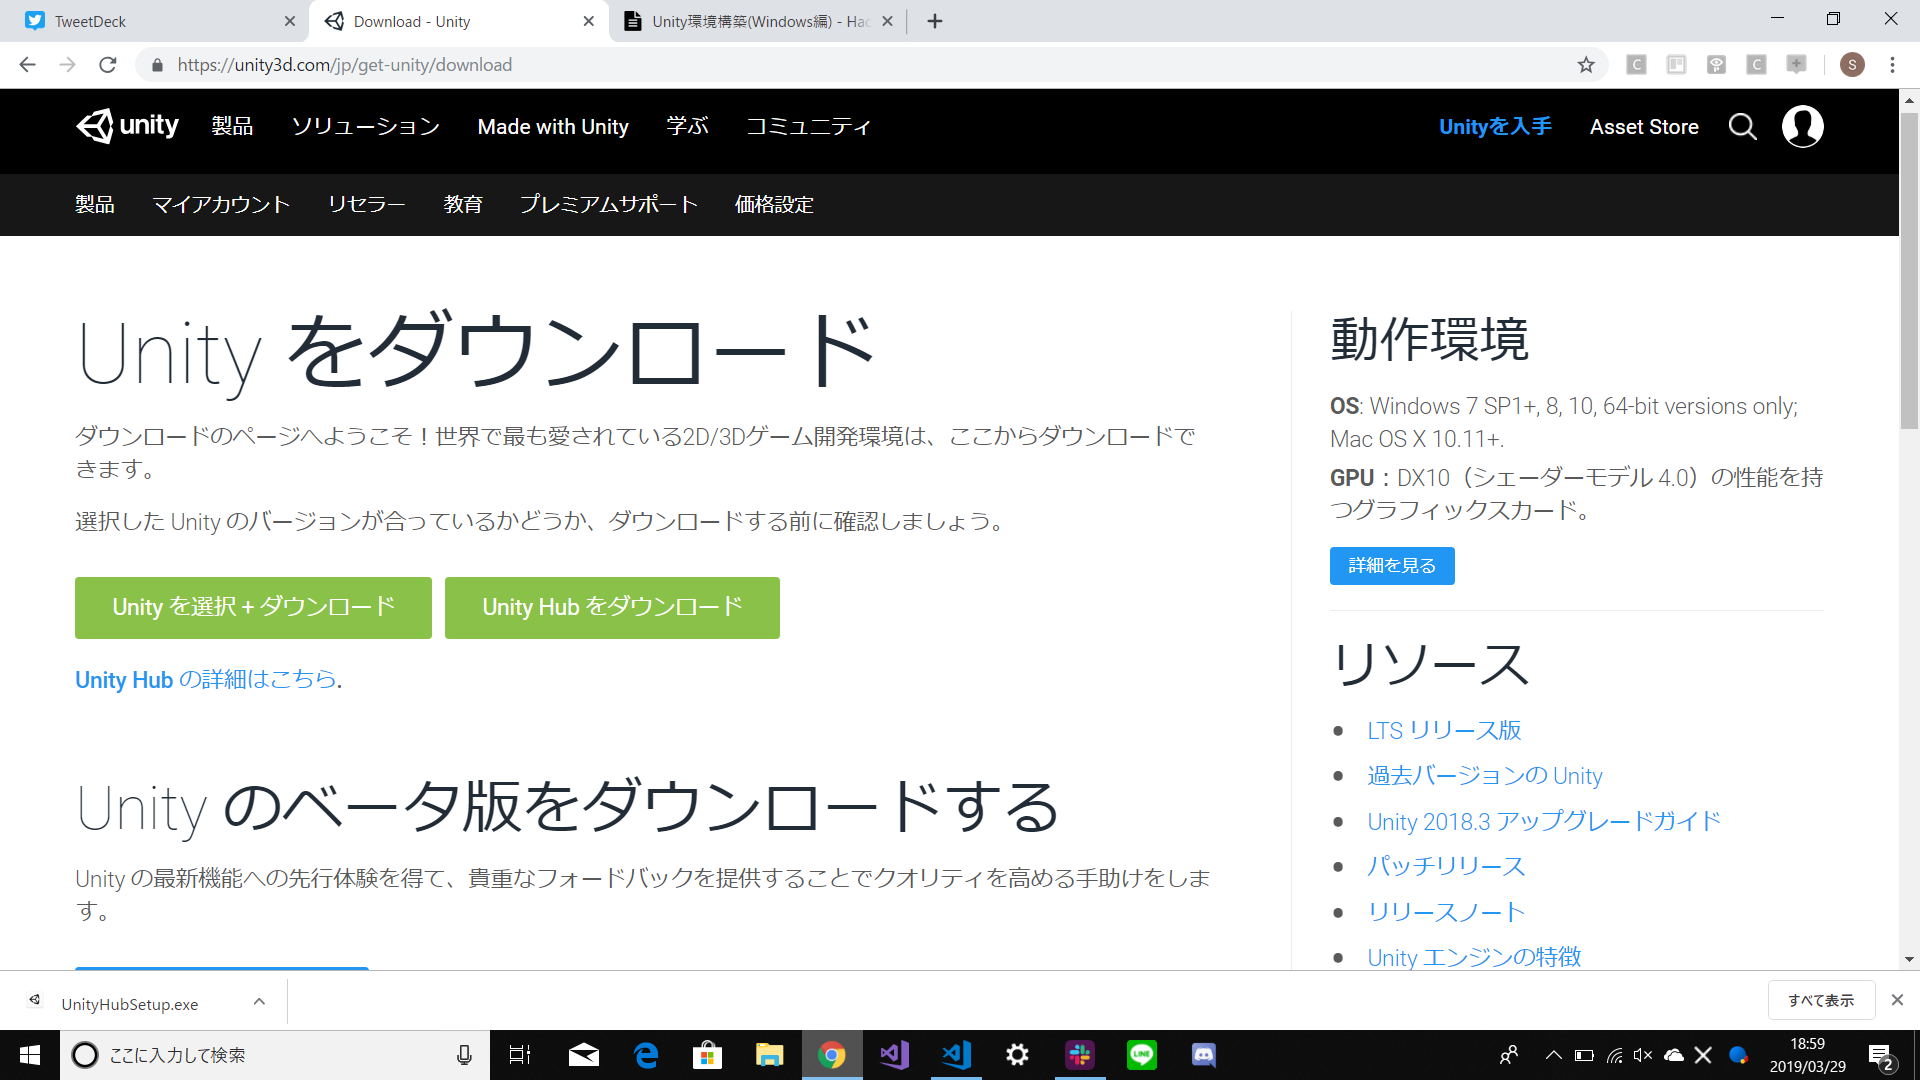 TweetDeck
Download - Unity
Unity環境構築(Windows編) - Hac
https://unity3d.com/jp/get-unity/download
S
unity 製品 ソリューション Made with Unity 学ぶ コミュニティ Unityを入手 Asset Store
製品 マイアカウント リセラー 教育 プレミアムサポート 価格設定
Unity をダウンロード
ダウンロードのページへようこそ！世界で最も愛されている2D/3Dゲーム開発環境は、ここからダウンロードで
きます。
選択した Unity のバージョンが合っているかどうか、ダウンロードする前に確認しましょう。
Unity を選択 + ダウンロード
Unity Hub をダウンロード
Unity Hub の詳細はこちら.
Unity のベータ版をダウンロードする
Unity の最新機能への先行体験を得て、貴重なフォードバックを提供することでクオリティを高める手助けをしま
す。
動作環境
OS: Windows 7 SP1+, 8, 10, 64-bit versions only;
Mac OS X 10.11+.
GPU：DX10（シェーダーモデル 4.0）の性能を持
つグラフィックスカード。
詳細を見る
リソース
LTS リリース版
過去バージョンの Unity
Unity 2018.3 アップグレードガイド
パッチリリース
リリースノート
Unity エンジンの特徴
UnityHubSetup.exe
すべて表示
ここに入力して検索
LINE
18:59
2019/03/29
2